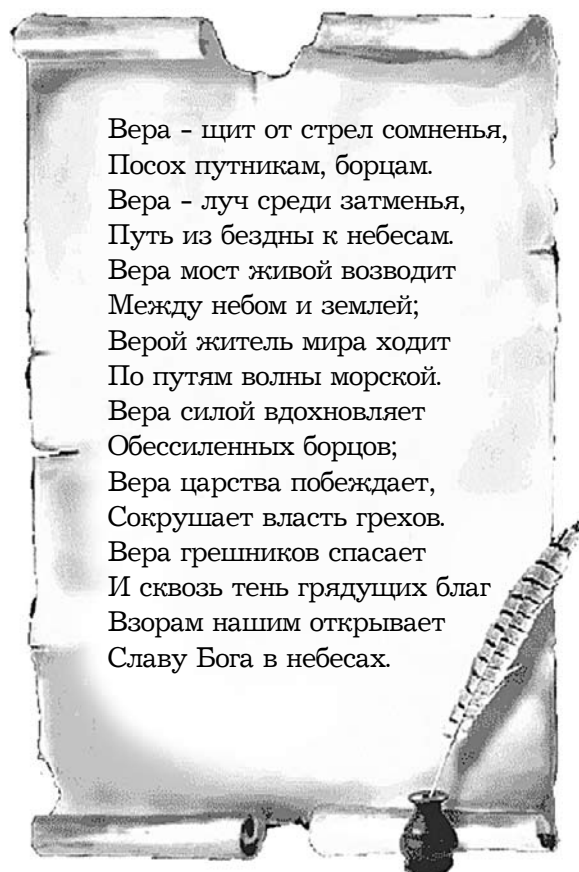 Вера - щит от стрел сомненья,
Посох путникам, борцам.
Вера - луч среди затменья,
Путь из бездны к небесам.
Вера мост живой возводит
Между небом и землей;
Верой житель мира ходит
По путям волны морской.
Вера силой вдохновляет
Обессиленных борцов;
Вера царства побеждает,
Сокрушает власть грехов.
Вера грешников спасает
И сквозь тень грядущих благ
Взорам нашим открывает
Славу Бога в небесах.